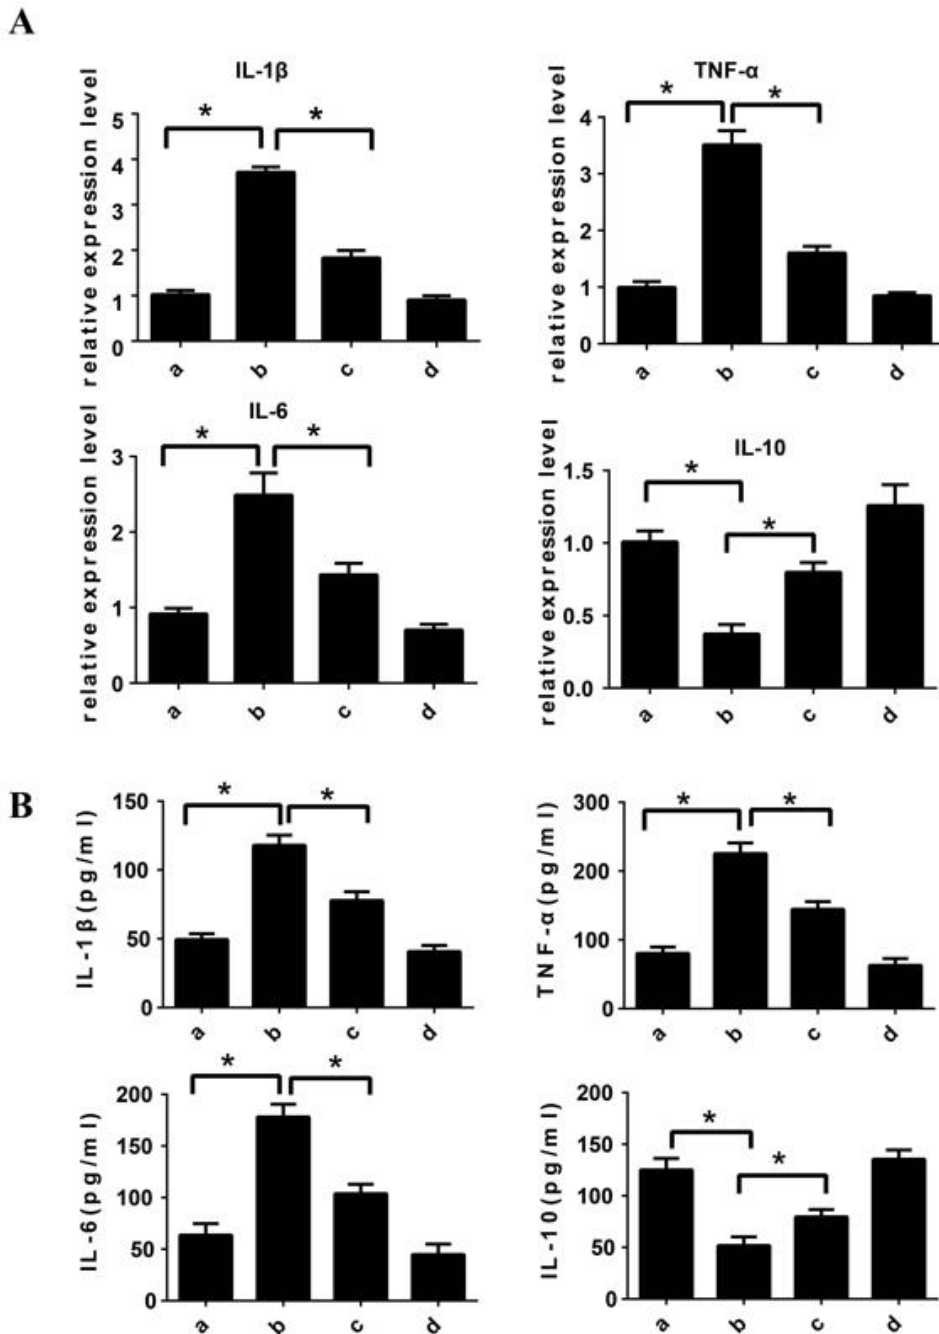 A
IL-1β
relative expression level
5
4
3
2
1
0
*
*
a
b
c
d
TNF-α
relative expression level
4
3
2
1
0
*
*
a
b
c
d
IL-6
relative expression level
3
2
1
0
*
*
a
b
c
d
IL-10
relative expression level
1.5
1.0
0.5
0.0
*
*
a
b
c
d
B
IL-1β(pg/ml)
150
100
50
0
*
*
a
b
c
d
TNF-α(pg/ml)
300
200
100
0
*
*
a
b
c
d
IL-6(pg/ml)
200
150
100
50
0
*
*
a
b
c
d
IL-10(pg/ml)
200
150
100
50
0
*
*
a
b
c
d